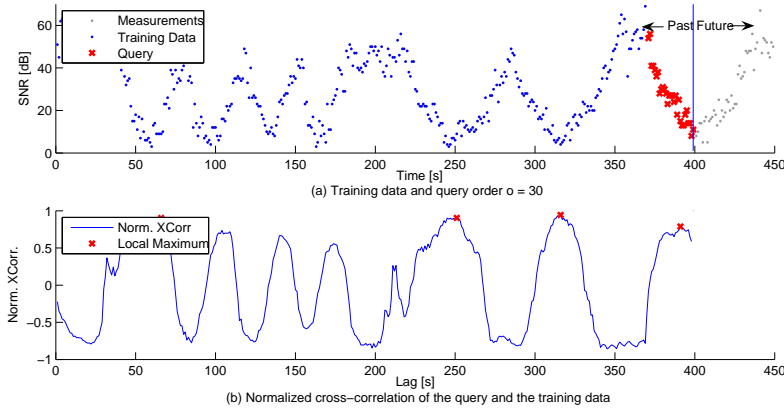 60
40
20
0
SNR [dB]
Measurements
Training Data
Query
Past Future
0 50 100 150 200 250 300 350 400 450
Time [s]
(a) Training data and query order o = 30
1
0.5
0
−0.5
−1
Norm. XCorr.
Norm. XCorr
Local Maximum
0 50 100 150 200 250 300 350 400 450
Lag [s]
(b) Normalized cross−correlation of the query and the training data